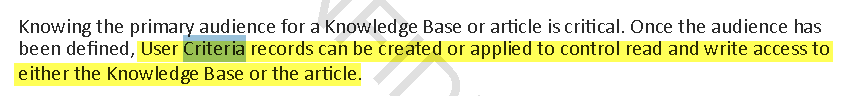 Knowing the primary audience for a Knowledge Base or article is critical. Once the audience has
been defined, User Criteria records can be created or applied to control read and write access to
either the Knowledge Base or the article.